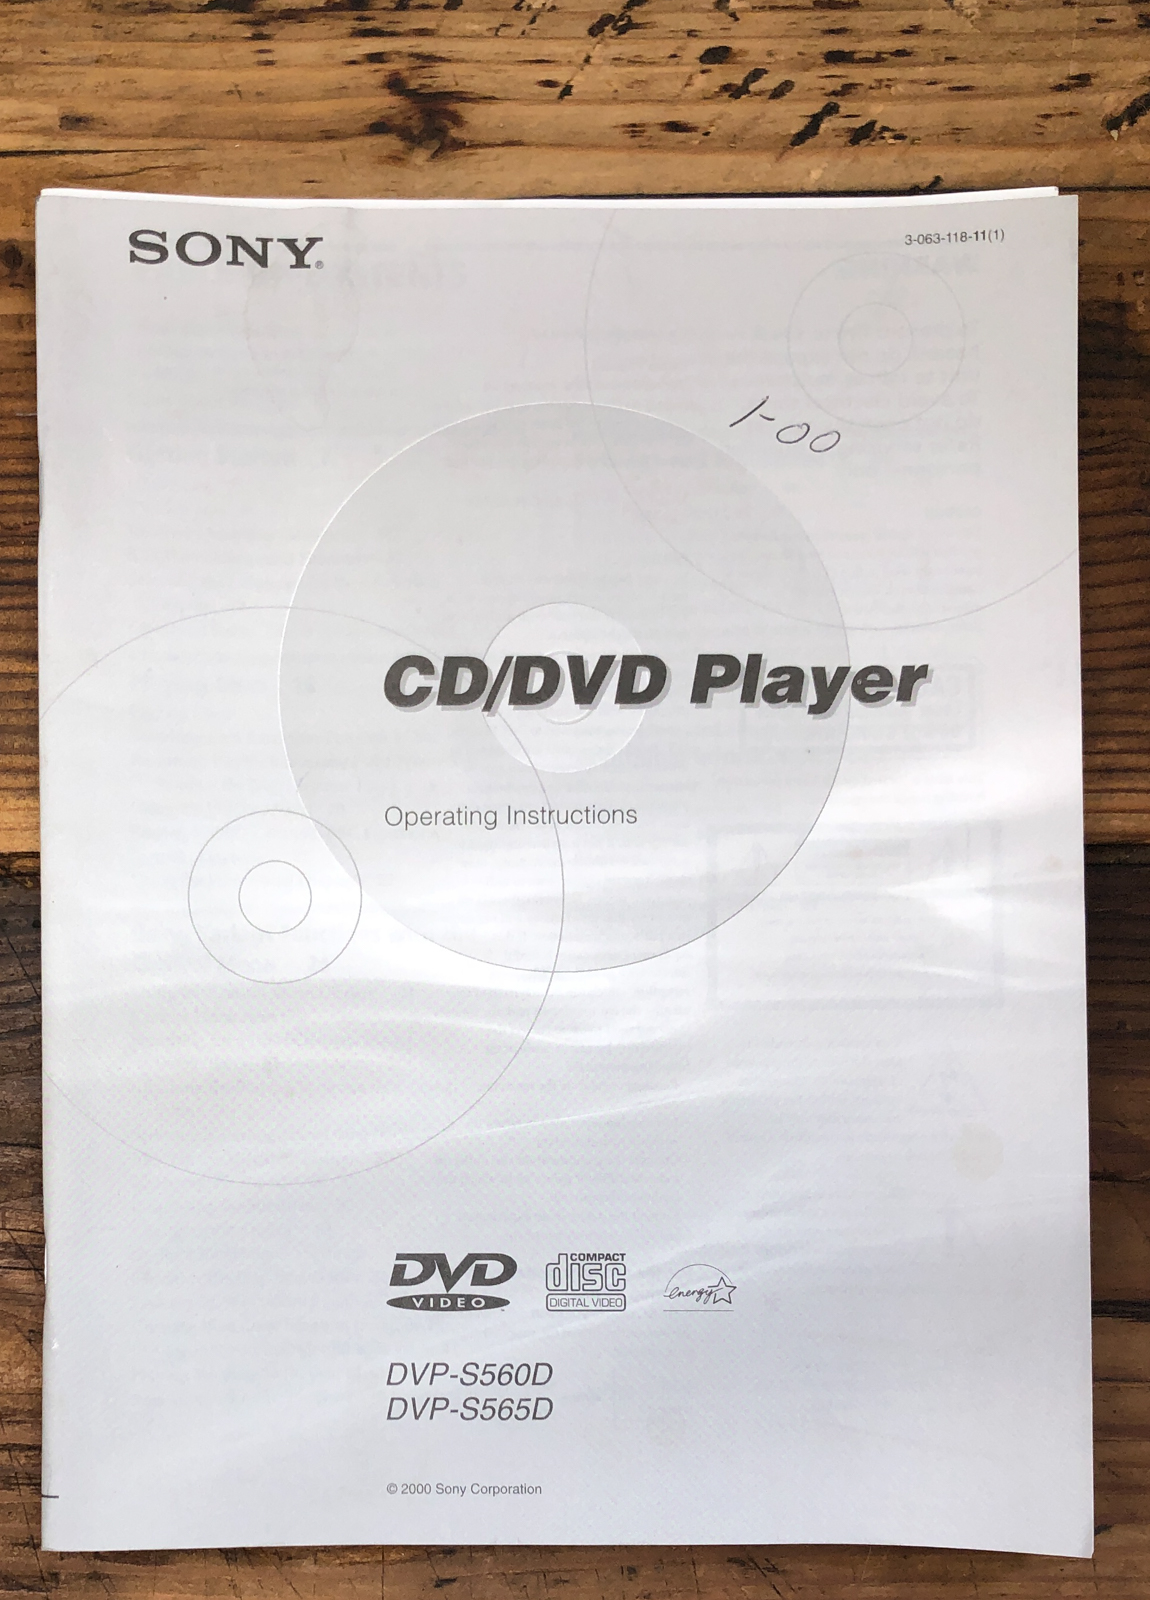 SONY®
3-063-118-11(1)
1-00
CD/DVD Player
Operating Instructions
DVD
VIDEO
COMPACT
disc
DIGITAL VIDEO
energy
DVP-S560D
DVP-S565D
© 2000 Sony Corporation